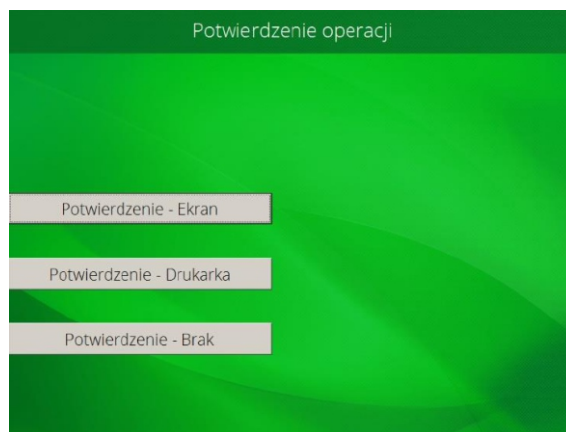 Potwierdzenie operacji
Potwierdzenie - Ekran
Potwierdzenie - Drukarka
Potwierdzenie - Brak